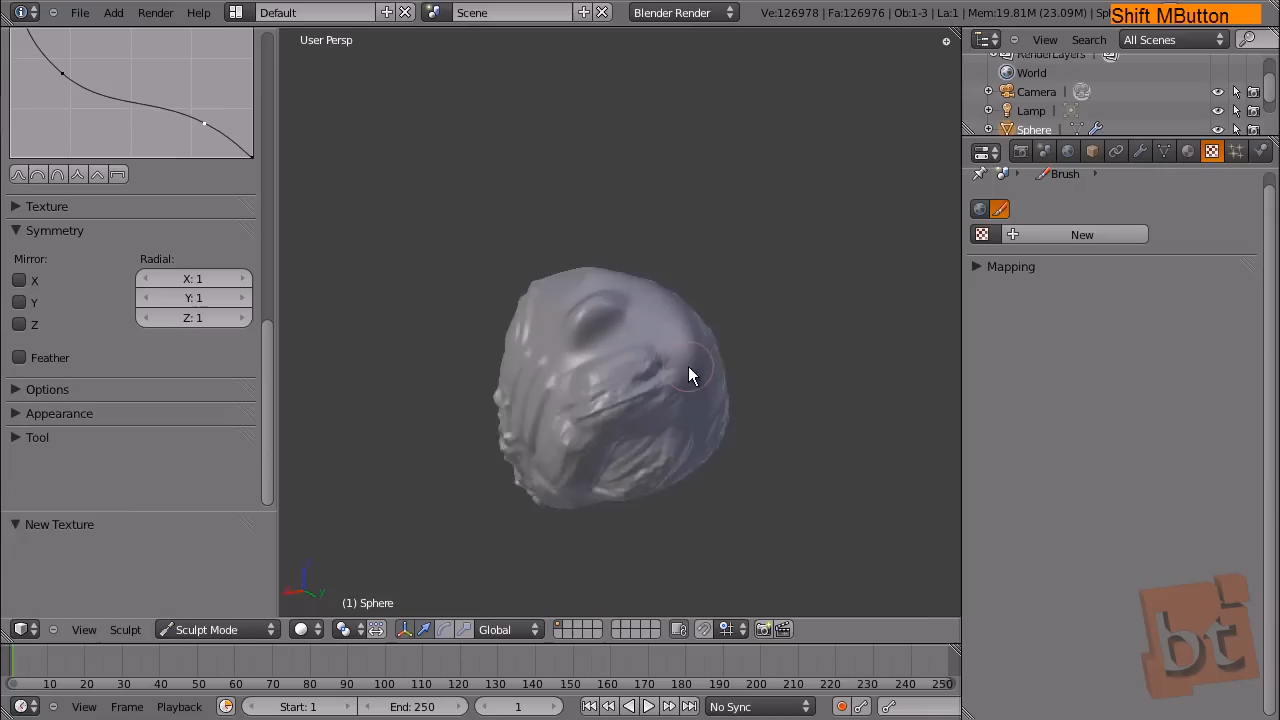 File Add Render Help Default Scene Blender Render Ve:126978 | Fa:126976 | Ob:1-3 | La:1 | Mem:19.81M (23.09M) | Shift MButton
User Persp
View Search All Scenes
RenderLayers
World
Camera
Lamp
Sphere
Brush
New
Mapping
Texture
Symmetry
Mirror: Radial:
X X: 1
Y Y: 1
Z Z: 1
Feather
Options
Appearance
Tool
New Texture
(1) Sphere
View Sculpt Sculpt Mode Global
10 20 30 40 50 60 70 80 90 100 110 120 130 140 150 160 170 180 190 200 210 220 230 240 250
View Frame Playback Start: 1 End: 250 1 No Sync
bt